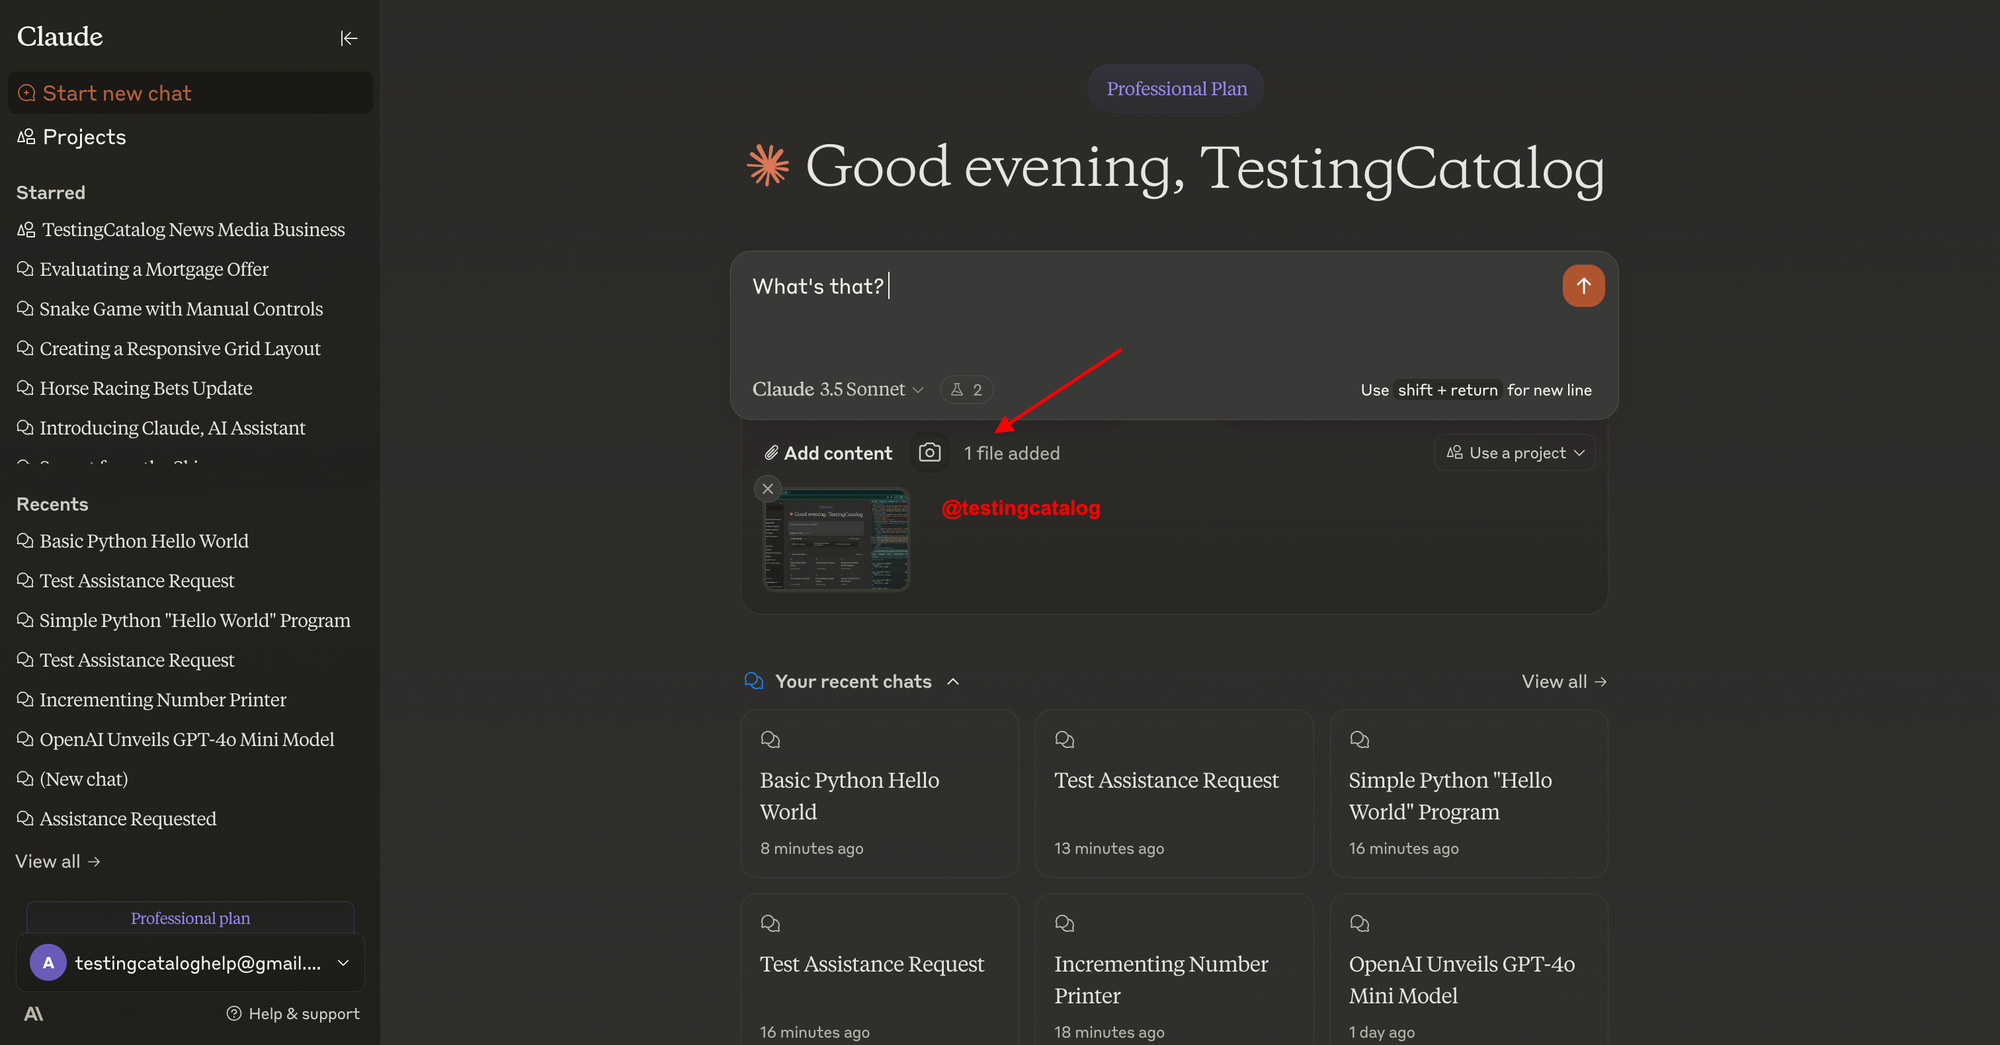 Claude
Start new chat
Projects
Starred
TestingCatalog News Media Business
Evaluating a Mortgage Offer
Snake Game with Manual Controls
Creating a Responsive Grid Layout
Horse Racing Bets Update
Introducing Claude, AI Assistant
Recents
Basic Python Hello World
Test Assistance Request
Simple Python "Hello World" Program
Test Assistance Request
Incrementing Number Printer
OpenAI Unveils GPT-4o Mini Model
(New chat)
Assistance Requested
View all →
Professional plan
A
testingcataloghelp@gmail....
Help & support
Professional Plan
Good evening, TestingCatalog
What's that?
Claude 3.5 Sonnet
2
Use shift + return for new line
Add content
1 file added
Use a project
Good evening, TestingCatalog
@testingcatalog
Your recent chats
View all →
Basic Python Hello
World
8 minutes ago
Test Assistance Request
13 minutes ago
Simple Python "Hello
World" Program
16 minutes ago
Test Assistance Request
16 minutes ago
Incrementing Number
Printer
18 minutes ago
OpenAI Unveils GPT-4o
Mini Model
1 day ago